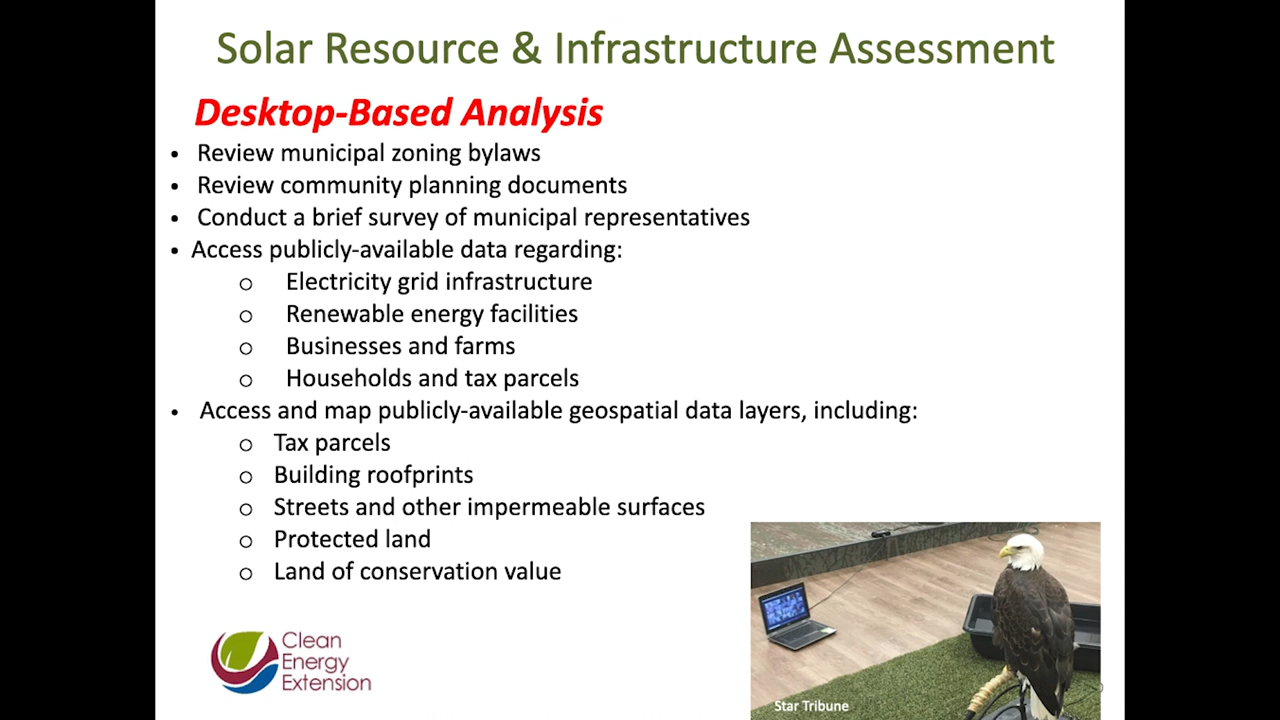 Solar Resource & Infrastructure Assessment
Desktop-Based Analysis
• Review municipal zoning bylaws
• Review community planning documents
• Conduct a brief survey of municipal representatives
• Access publicly-available data regarding:
o Electricity grid infrastructure
o Renewable energy facilities
o Businesses and farms
o Households and tax parcels
• Access and map publicly-available geospatial data layers, including:
o Tax parcels
o Building roofprints
o Streets and other impermeable surfaces
o Protected land
o Land of conservation value
Clean
Energy
Extension
Star Tribune